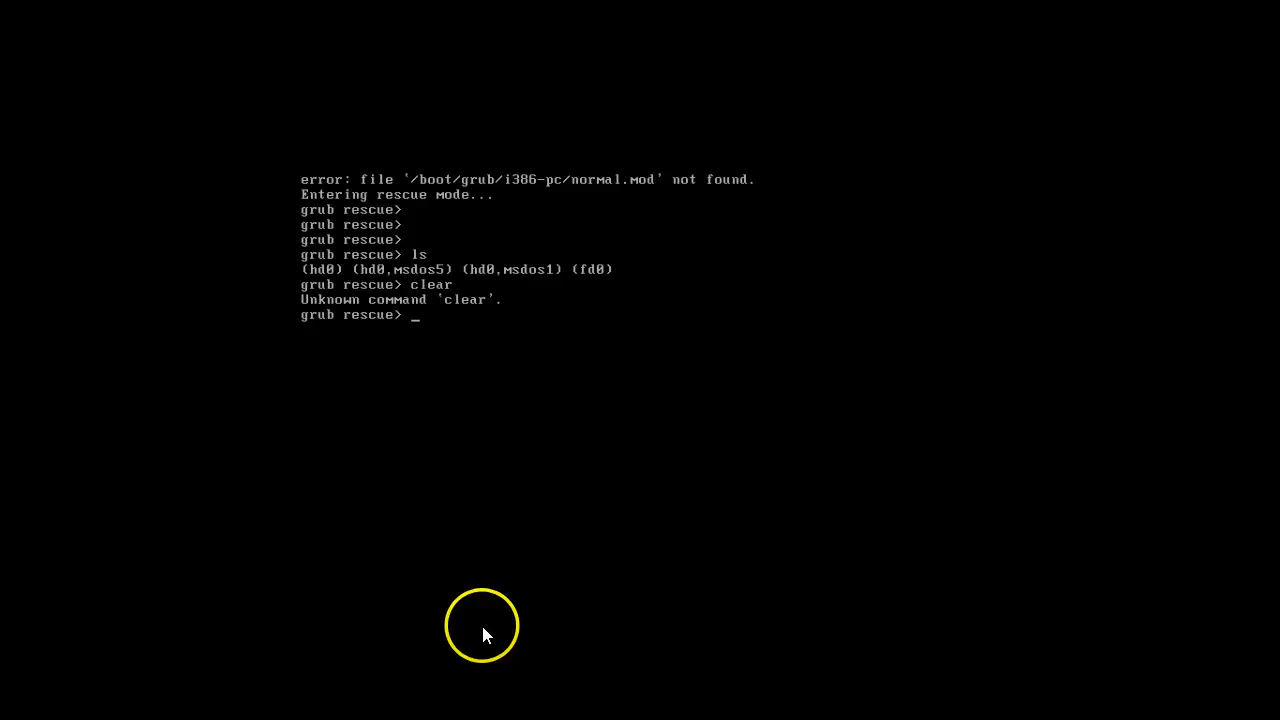 error: file `/boot/grub/i386-pc/normal.mod' not found.
Entering rescue mode...
grub rescue>
grub rescue>
grub rescue>
grub rescue> ls
(hd0) (hd0,msdos5) (hd0,msdos1) (fd0)
grub rescue> clear
Unknown command `clear'.
grub rescue> _